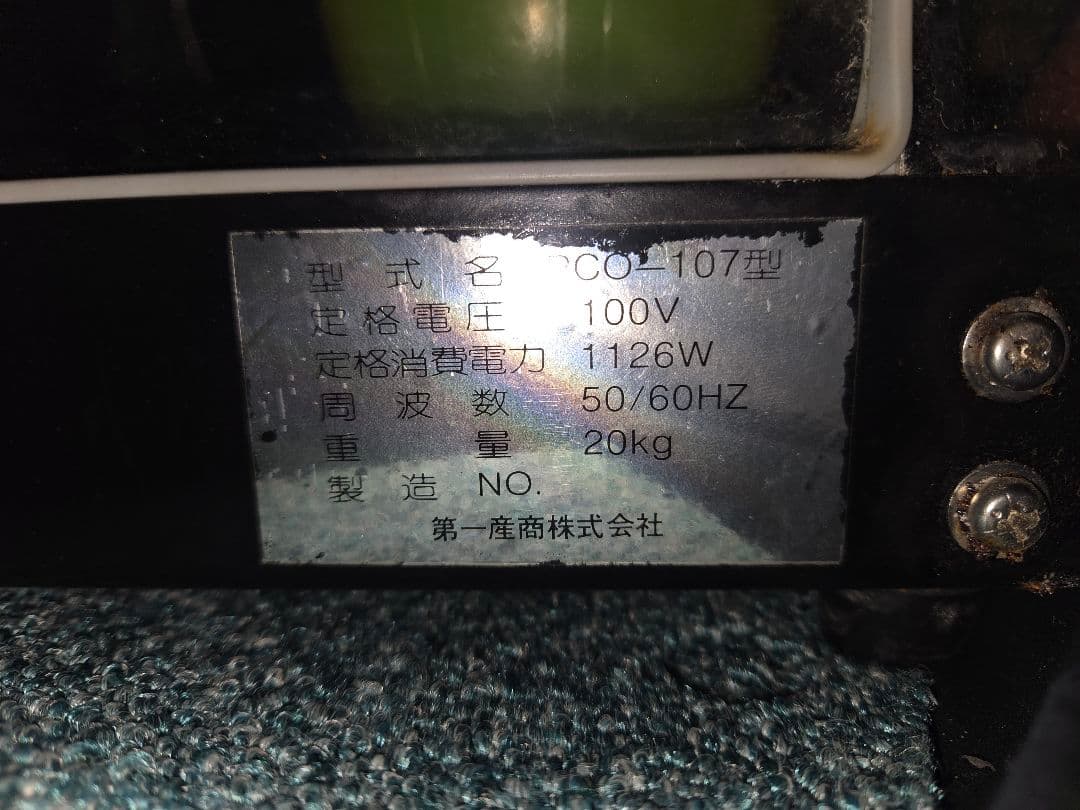 型式名 PCO-107型
定格電圧 100V
定格消費電力 1126W
周波数 50/60HZ
重量 20kg
製造 NO.
第一産商株式会社